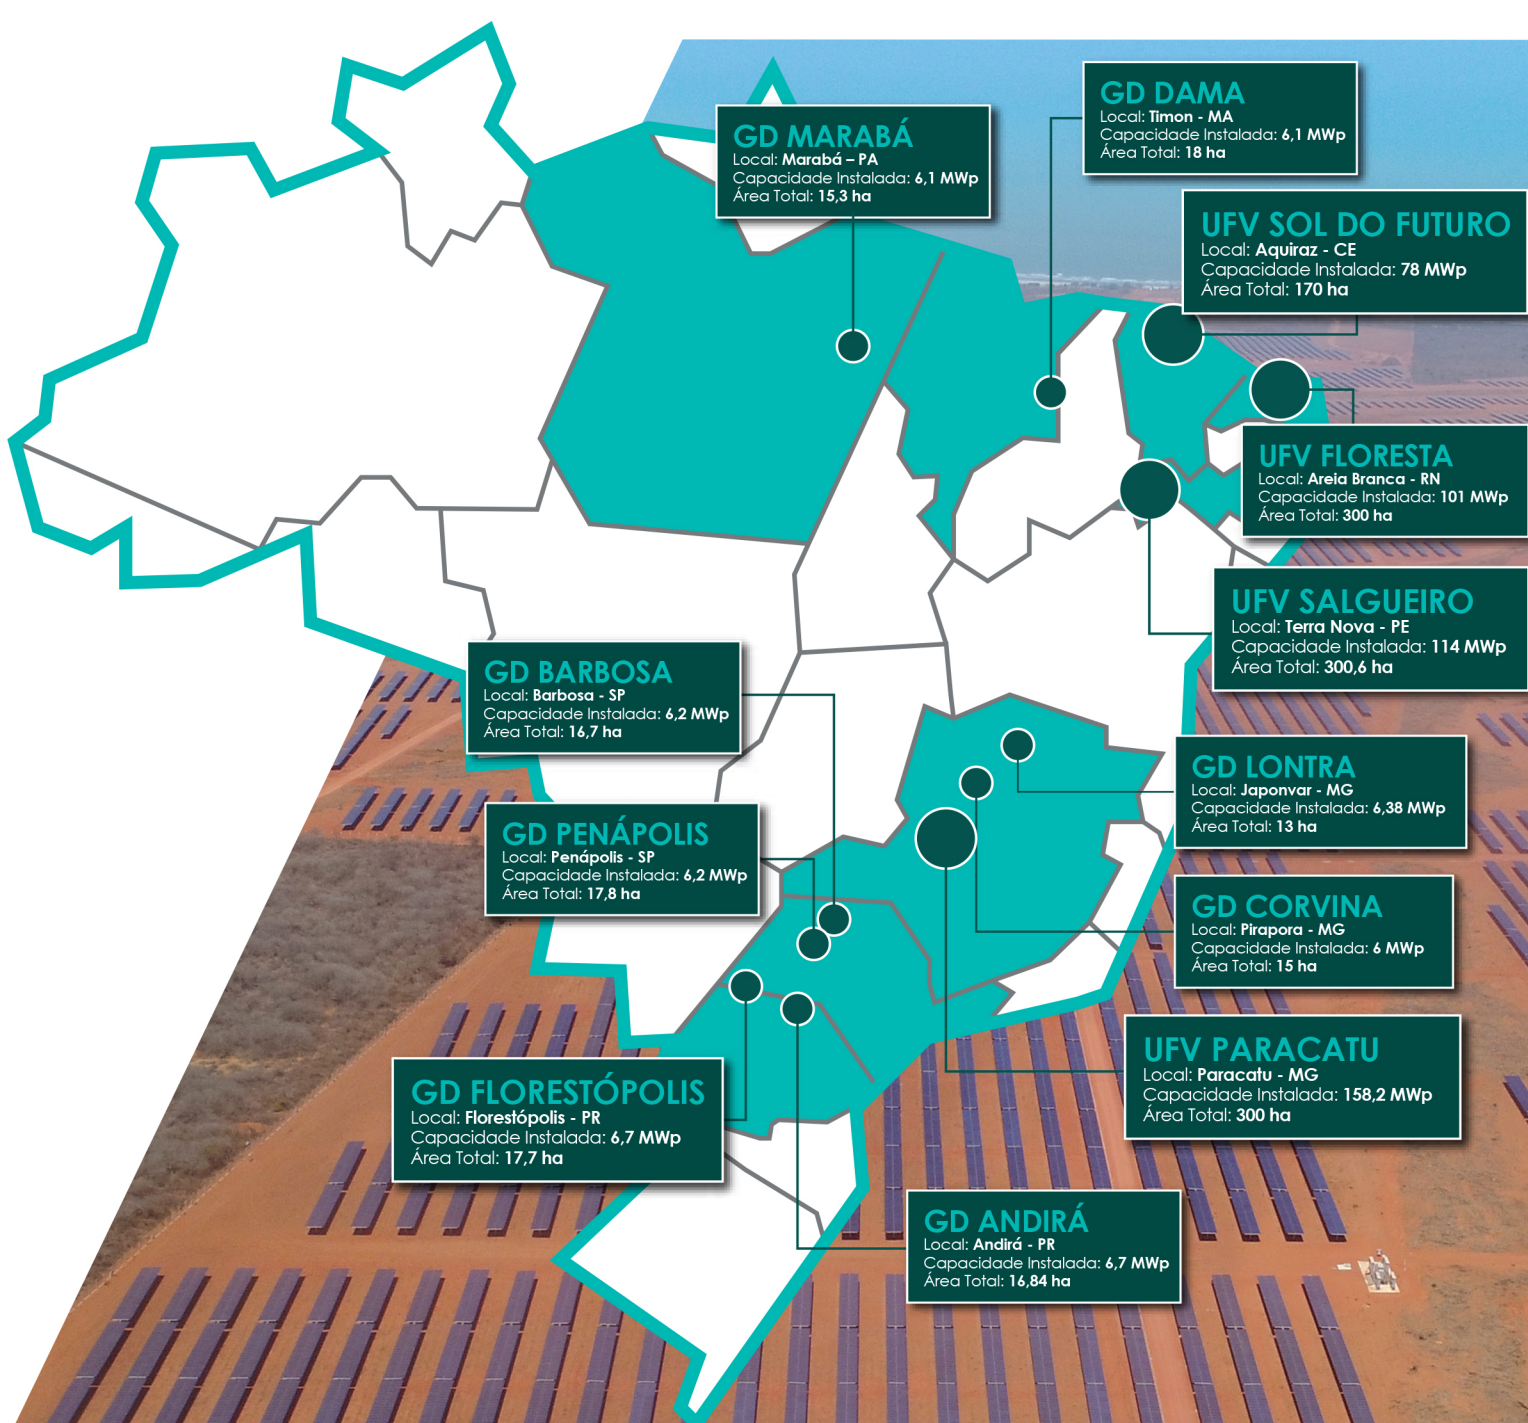 GD DAMA
Local: Timon - MA
Capacidade Instalada: 6,1 MWp
Área Total: 18 ha
GD MARABÁ
Local: Marabá – PA
Capacidade Instalada: 6,1 MWp
Área Total: 15,3 ha
UFV SOL DO FUTURO
Local: Aquiraz - CE
Capacidade Instalada: 78 MWp
Área Total: 170 ha
UFV FLORESTA
Local: Areia Branca - RN
Capacidade Instalada: 101 MWp
Área Total: 300 ha
UFV SALGUEIRO
Local: Terra Nova - PE
Capacidade Instalada: 114 MWp
Área Total: 300,6 ha
GD BARBOSA
Local: Barbosa - SP
Capacidade Instalada: 6,2 MWp
Área Total: 16,7 ha
GD LONTRA
Local: Japonvar - MG
Capacidade Instalada: 6,38 MWp
Área Total: 13 ha
GD PENÁPOLIS
Local: Penápolis - SP
Capacidade Instalada: 6,2 MWp
Área Total: 17,8 ha
GD CORVINA
Local: Pirapora - MG
Capacidade Instalada: 6 MWp
Área Total: 15 ha
UFV PARACATU
Local: Paracatu - MG
Capacidade Instalada: 158,2 MWp
Área Total: 300 ha
GD FLORESTÓPOLIS
Local: Florestópolis - PR
Capacidade Instalada: 6,7 MWp
Área Total: 17,7 ha
GD ANDIRÁ
Local: Andirá - PR
Capacidade Instalada: 6,7 MWp
Área Total: 16,84 ha